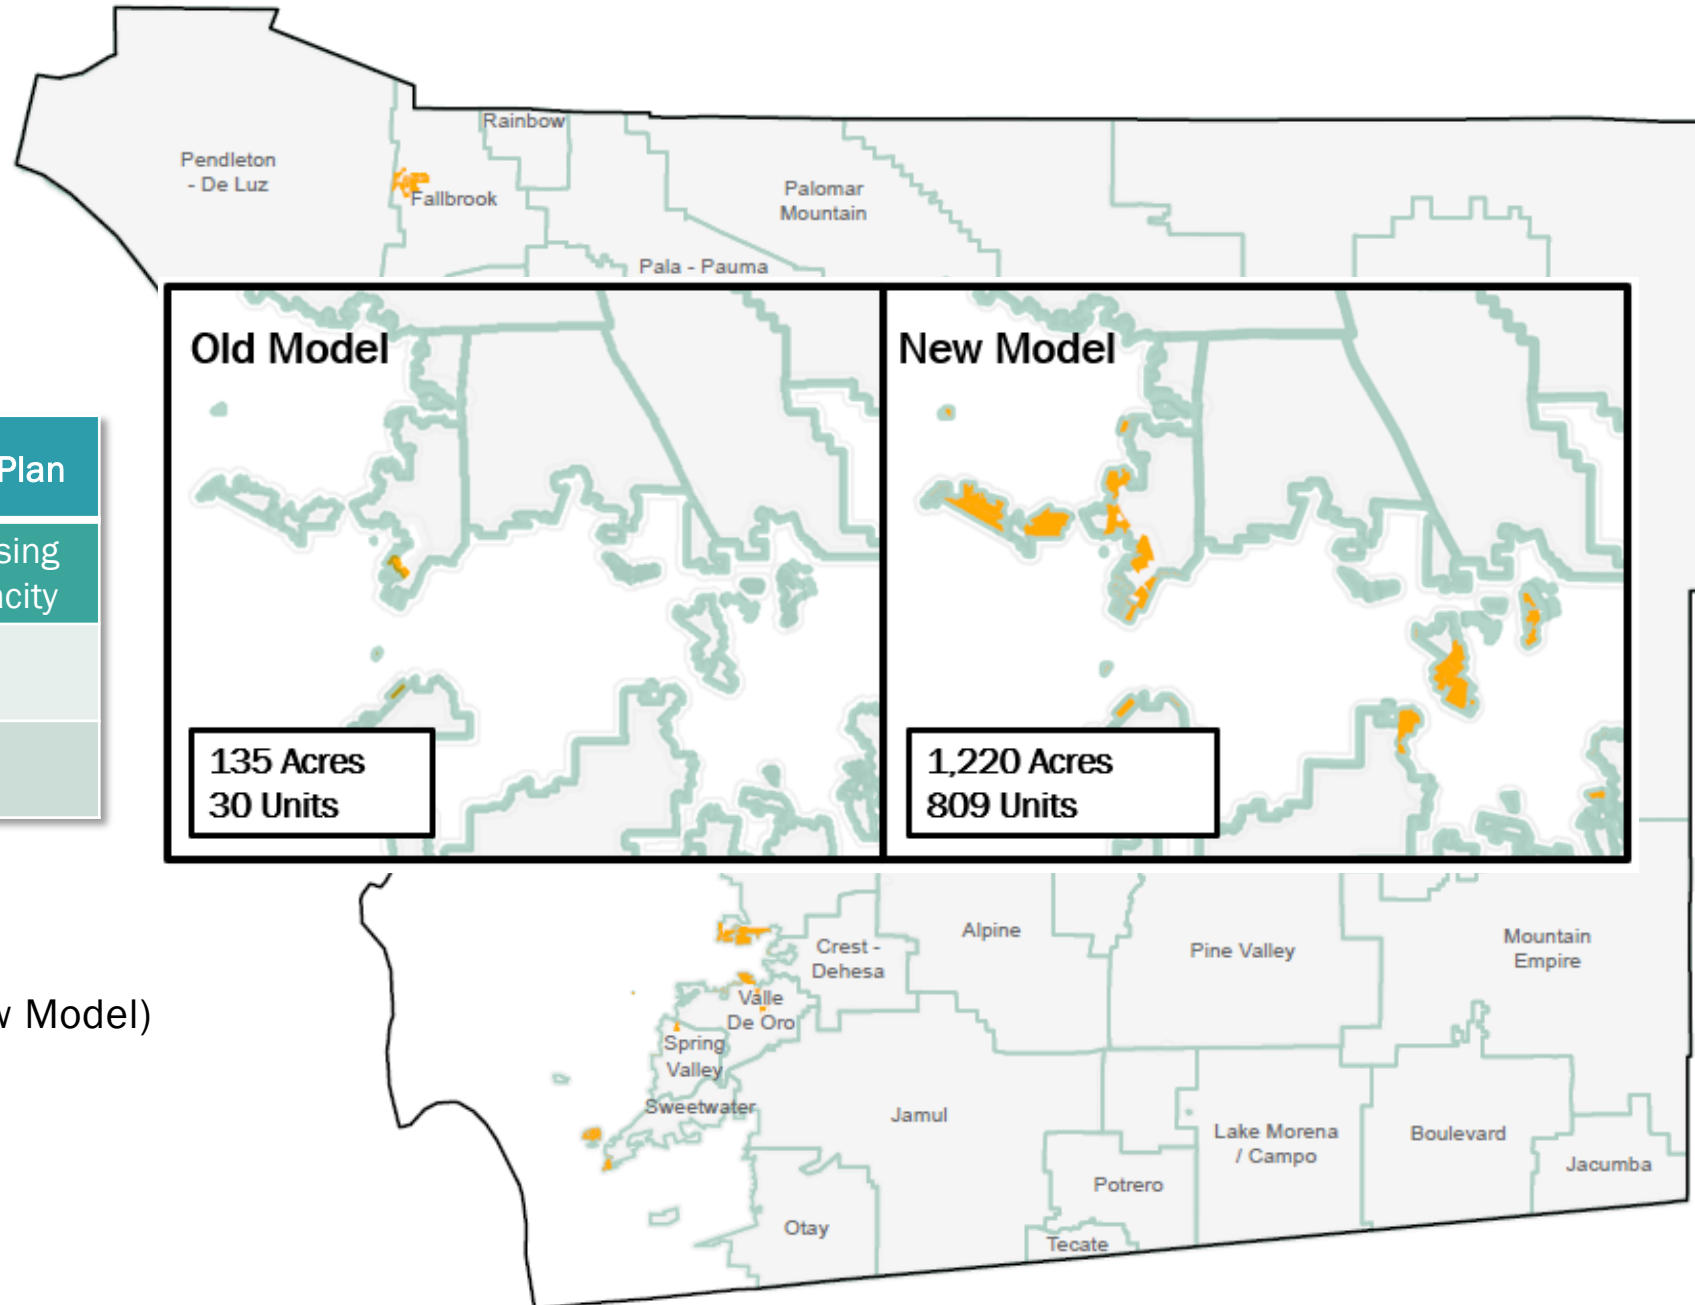 Rainbow
Pendleton
- De Luz
Fallbrook
Palomar
Mountain
Pala - Pauma
Old Model
New Model
135 Acres
30 Units
1,220 Acres
809 Units
Plan
sing
city
w Model)
Crest -
Dehesa
Alpine
Pine Valley
Mountain
Empire
Valle
De Oro
Spring
Valley
Sweetwater
Jamul
Lake Morena
/ Campo
Boulevard
Jacumba
Potrero
Otay
Tecate